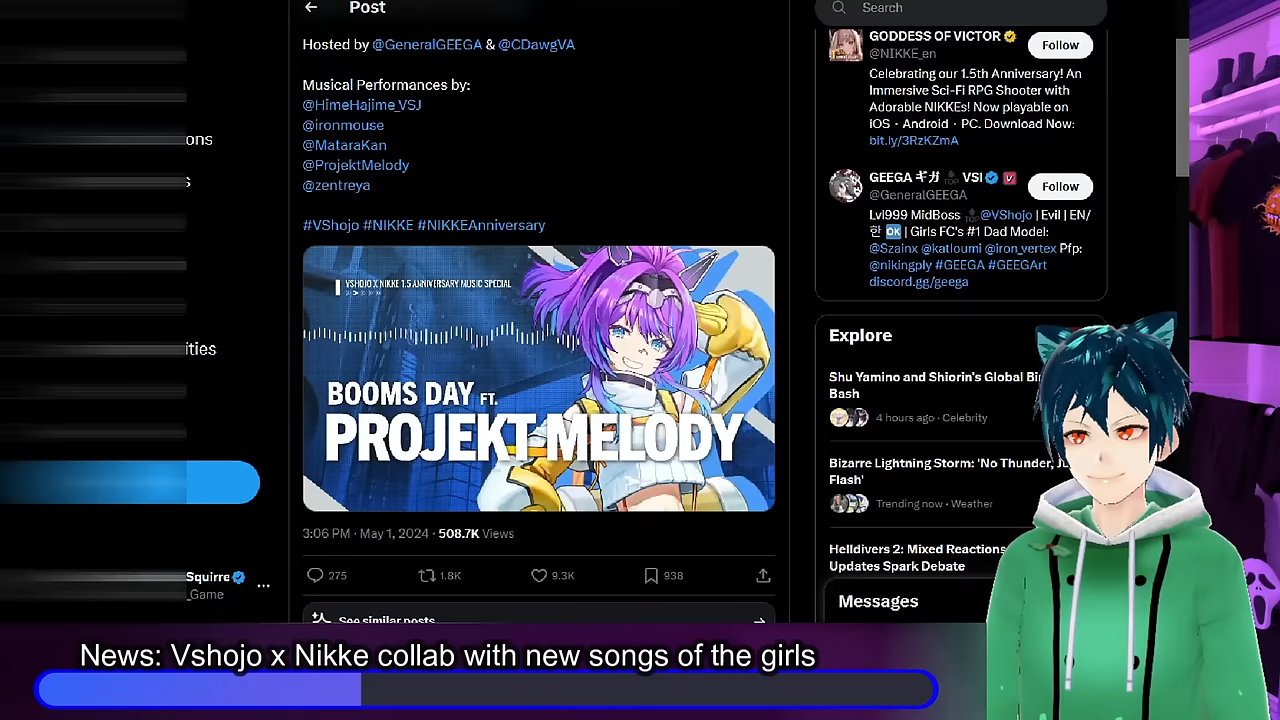 Post
Hosted by @GeneralGEEGA & @CDawgVA
Musical Performances by:
@HimeHajime_VSJ
@ironmouse
@MataraKan
@ProjektMelody
@zentreya
#VShojo #NIKKE #NIKKEAnniversary
VSHOJO X NIKKE 1.5 ANNIVERSARY MUSIC SPECIAL
BOOMS DAY FT.
PROJEKT MELODY
3:06 PM · May 1, 2024 · 508.7K Views
275
1.8K
9.3K
938
See similar posts
ons
s
ities
Squirre
_Game
Search
GODDESS OF VICTOR
@NIKKE_en
Follow
Celebrating our 1.5th Anniversary! An
Immersive Sci-Fi RPG Shooter with
Adorable NIKKEs! Now playable on
iOS · Android · PC. Download Now:
bit.ly/3RzKZmA
GEEGA ギガ 🔝 VSJ
@GeneralGEEGA
Follow
Lvl999 MidBoss 🔝 @VShojo | Evil | EN/
한 🆗 | Girls FC's #1 Dad Model:
@Szainx @katloumi @iron_vertex Pfp:
@nikingply #GEEGA #GEEGArt
discord.gg/geega
Explore
Shu Yamino and Shiorin's Global
Bash
4 hours ago · Celebrity
Bizarre Lightning Storm: 'No Thunder,
Flash'
Trending now · Weather
Helldivers 2: Mixed Reactions
Updates Spark Debate
Messages
News: Vshojo x Nikke collab with new songs of the girls